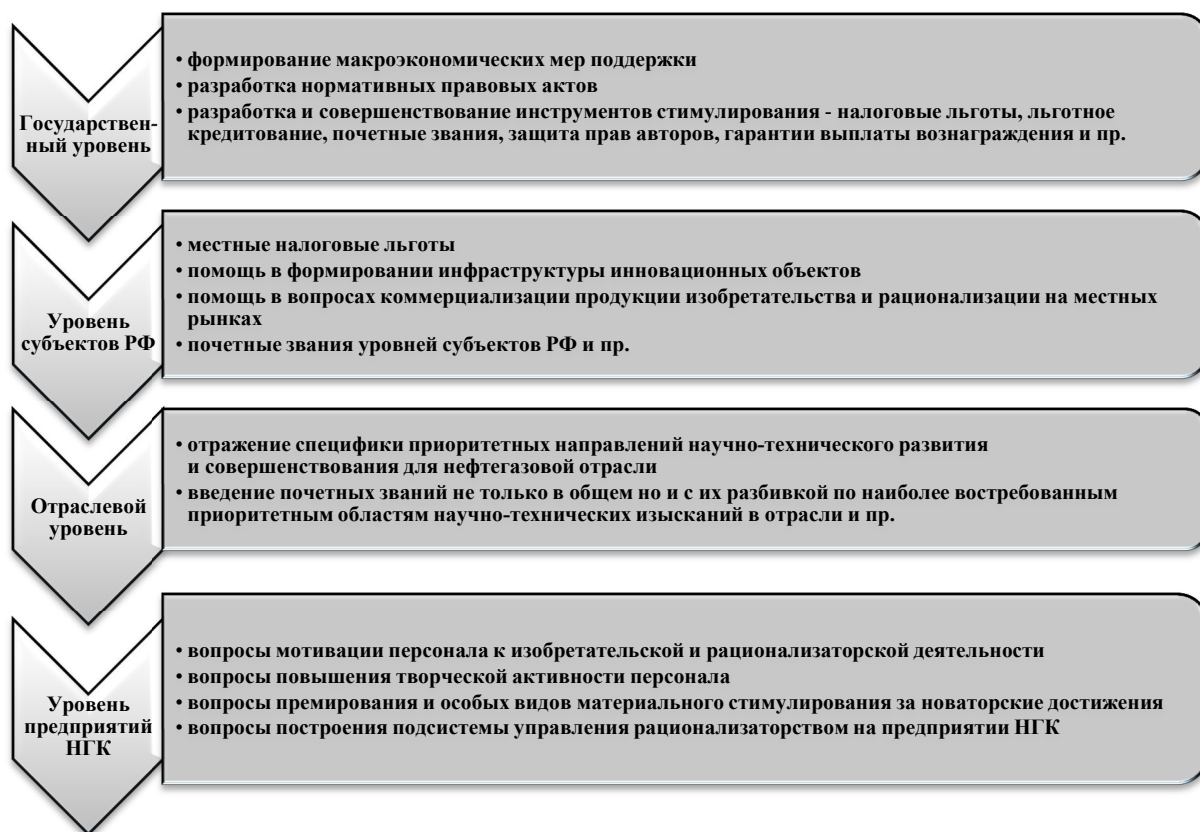 Государствен-
ный уровень
• формирование макроэкономических мер поддержки
• разработка нормативных правовых актов
• разработка и совершенствование инструментов стимулирования - налоговые льготы, льготное
кредитование, почетные звания, защита прав авторов, гарантии выплаты вознаграждения и пр.
Уровень
субъектов РФ
• местные налоговые льготы
• помощь в формировании инфраструктуры инновационных объектов
• помощь в вопросах коммерциализации продукции изобретательства и рационализации на местных
рынках
• почетные звания уровней субъектов РФ и пр.
Отраслевой
уровень
• отражение специфики приоритетных направлений научно-технического развития
и совершенствования для нефтегазовой отрасли
• введение почетных званий не только в общем но и с их разбивкой по наиболее востребованным
приоритетным областям научно-технических изысканий в отрасли и пр.
Уровень
предприятий
НГК
• вопросы мотивации персонала к изобретательской и рационализаторской деятельности
• вопросы повышения творческой активности персонала
• вопросы премирования и особых видов материального стимулирования за новаторские достижения
• вопросы построения подсистемы управления рационализаторством на предприятии НГК